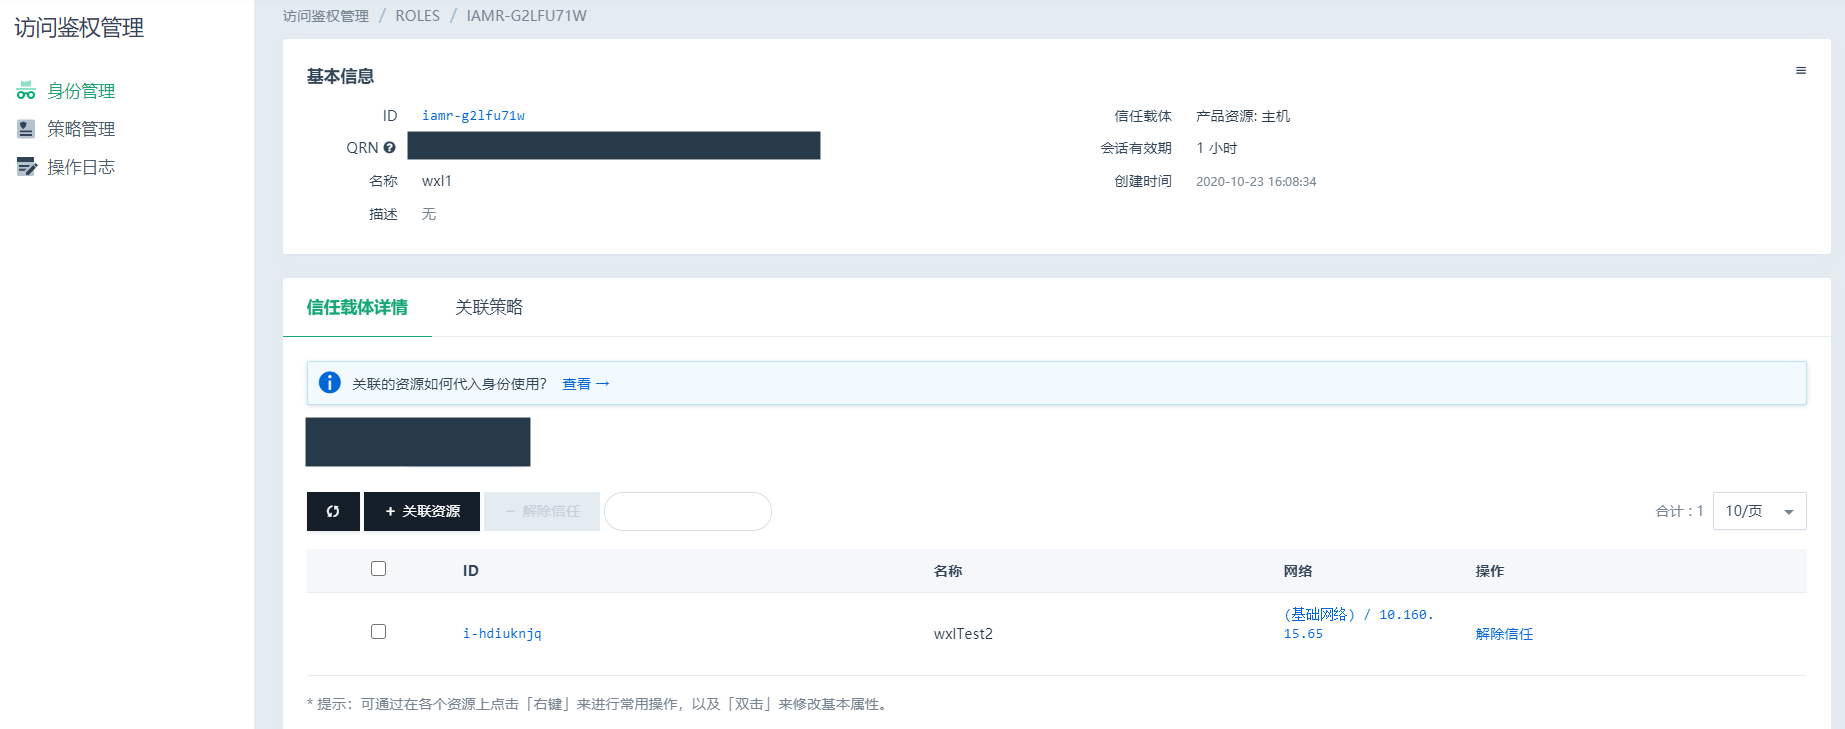 访问鉴权管理
身份管理
策略管理
操作日志
访问鉴权管理 / ROLES / IAMR-G2LFU71W
基本信息
ID iamr-g2lfu71w
QRN
名称 wxl1
描述 无
信任载体 产品资源: 主机
会话有效期 1 小时
创建时间 2020-10-23 16:08:34
信任载体详情 关联策略
关联的资源如何代入身份使用? 查看 →
+ 关联资源 − 解除信任 合计 : 1 10/页
ID 名称 网络 操作
i-hdiuknjq wxlTest2 (基础网络) / 10.160.
15.65 解除信任
* 提示：可通过在各个资源上点击「右键」来进行常用操作，以及「双击」来修改基本属性。